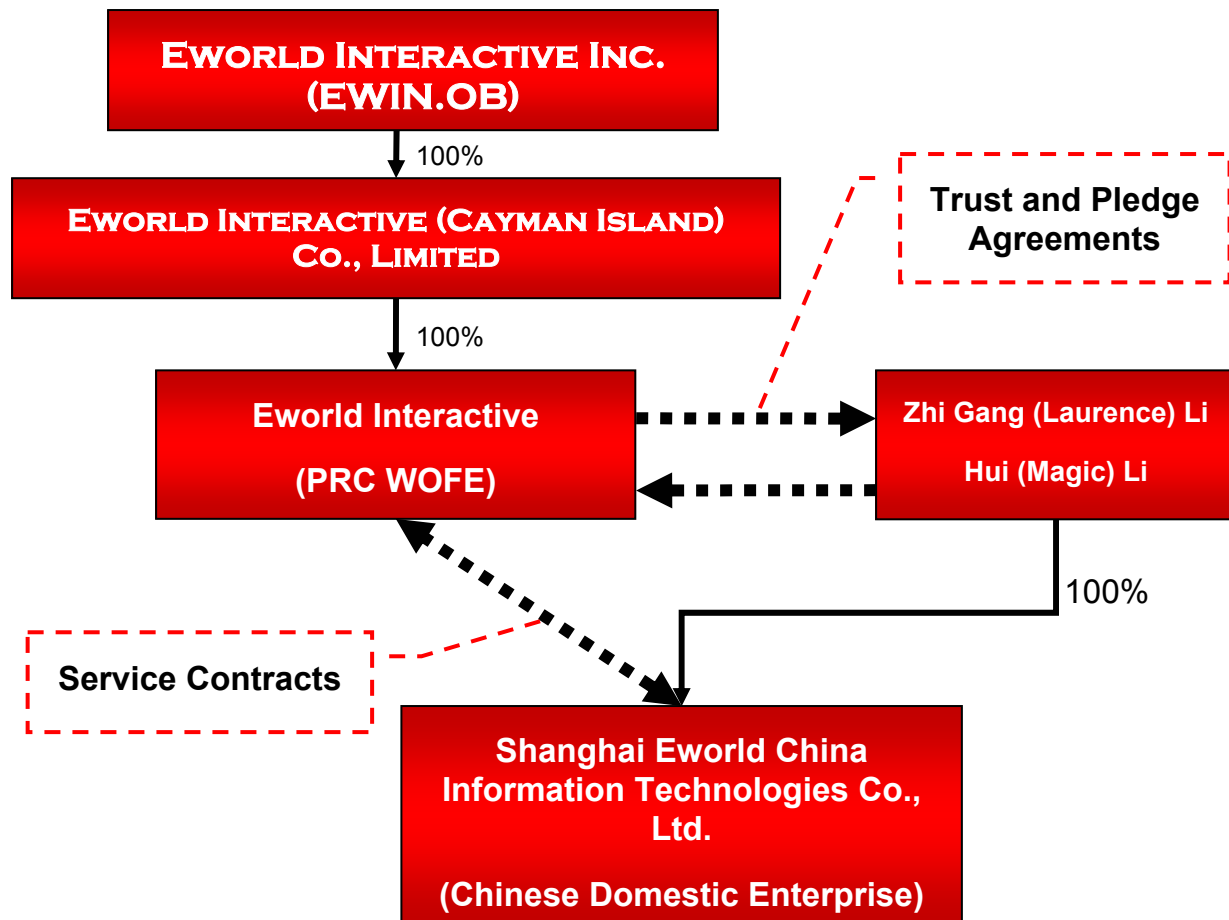 Eworld Interactive Inc.
(EWIN.OB)
100%
Eworld Interactive (Cayman Island)
Co., Limited
Trust and Pledge
Agreements
100%
Eworld Interactive
(PRC WOFE)
Zhi Gang (Laurence) Li
Hui (Magic) Li
100%
Service Contracts
Shanghai Eworld China
Information Technologies Co.,
Ltd.
(Chinese Domestic Enterprise)